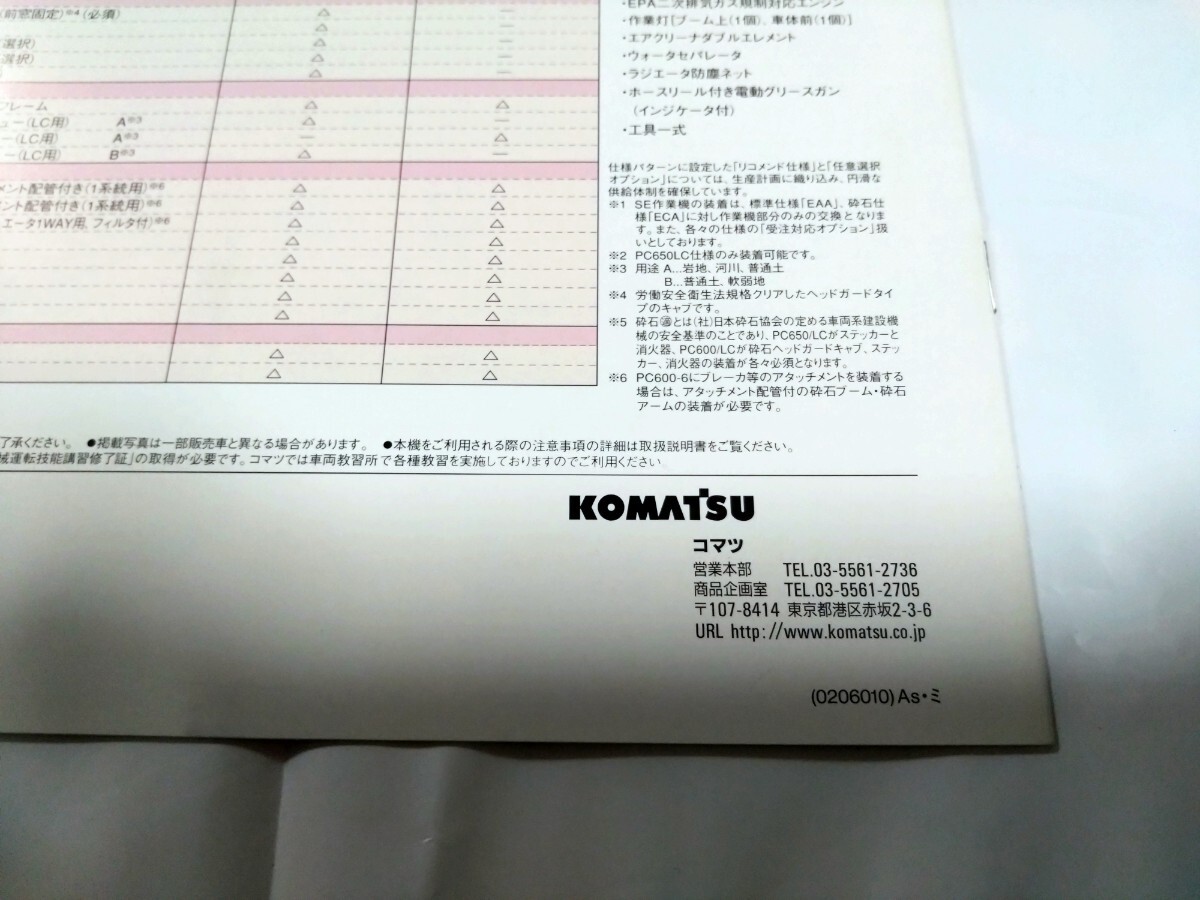 (前窓固定)※4(必須) △ ー
△ ー
選択) △ ー
選択) △ ー
△ ー
フレーム △ △
ュー(LC用) A※3 △ ー
ー(LC用) A※3 ー △
ー(LC用) B※3 △ ー
メント配管付き(1系統用)※6 △ △
ント配管付き(1系統用)※6 △ △
エータ1WAY用、フィルタ付)※6 △ △
△ △
△ △
△ △
△ △
△ △
△ △
△ △
・EPA二次排気ガス規制対応エンジン
・作業灯[ブーム上(1個)、車体前(1個)]
・エアクリーナダブルエレメント
・ウォータセパレータ
・ラジエータ防塵ネット
・ホースリール付き電動グリースガン
(インジケータ付)
・工具一式
仕様パターンに設定した「リコメンド仕様」と「任意選択
オプション」については、生産計画に織り込み、円滑な
供給体制を確保しています。
※1 SE作業機の装着は、標準仕様「EAA」、砕石仕
様「ECA」に対し作業機部分のみの交換となりま
す。また、各々の仕様の「受注対応オプション」扱
いとしております。
※2 PC650LC仕様のみ装着可能です。
※3 用途 A…岩地、河川、普通土
B…普通土、軟弱地
※4 労働安全衛生法規格クリアしたヘッドガードタイ
プのキャブです。
※5 砕石とは(社)日本砕石協会の定める車両系建設機
械の安全基準のことであり、PC650/LCがステッカーと
消火器、PC600/LCが砕石ヘッドガードキャブ、ステッ
カー、消火器の装着が各々必須となります。
※6 PC600-6にブレーカ等のアタッチメントを装着する
場合は、アタッチメント配管付の砕石ブーム・砕石
アームの装着が必要です。
了承ください。 ●掲載写真は一部販売車と異なる場合があります。 ●本機をご利用される際の注意事項の詳細は取扱説明書をご覧ください。
械運転技能講習修了証」の取得が必要です。コマツでは車両教習所で各種教習を実施しておりますのでご利用ください。
KOMATSU
コマツ
営業本部 TEL.03-5561-2736
商品企画室 TEL.03-5561-2705
〒107-8414 東京都港区赤坂2-3-6
URL http://www.komatsu.co.jp
(0206010)As・ミ